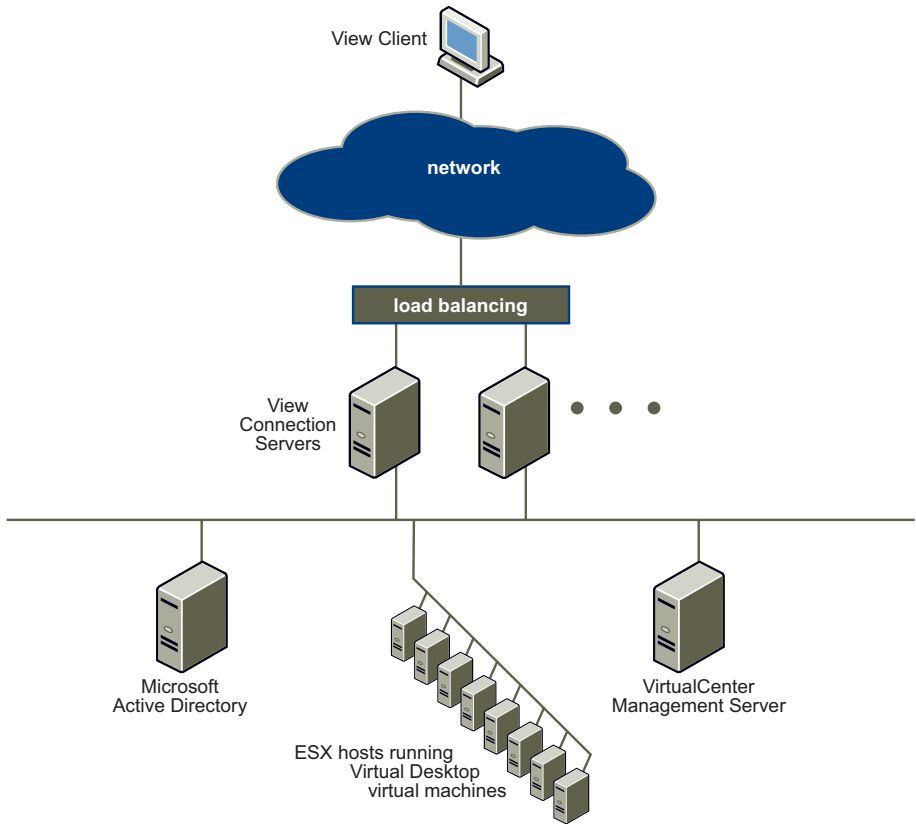 View Client
network
load balancing
View
Connection
Servers
Microsoft
Active Directory
VirtualCenter
Management Server
ESX hosts running
Virtual Desktop
virtual machines